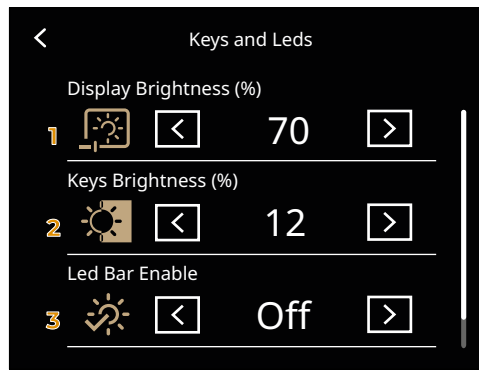 Keys and Leds
Display Brightness (%)
1 70
Keys Brightness (%)
2 12
Led Bar Enable
3 Off